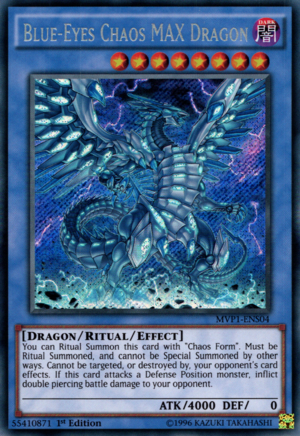 BLUE-EYES CHAOS MAX DRAGON
DARK
闇
MVP1-ENS04
[DRAGON/RITUAL/EFFECT]
You can Ritual Summon this card with "Chaos Form". Must be
Ritual Summoned, and cannot be Special Summoned by other
ways. Cannot be targeted, or destroyed by, your opponent's card
effects. If this card attacks a Defense Position monster, inflict
double piercing battle damage to your opponent.
ATK/4000 DEF/ 0
55410871 1st Edition ©1996 KAZUKI TAKAHASHI